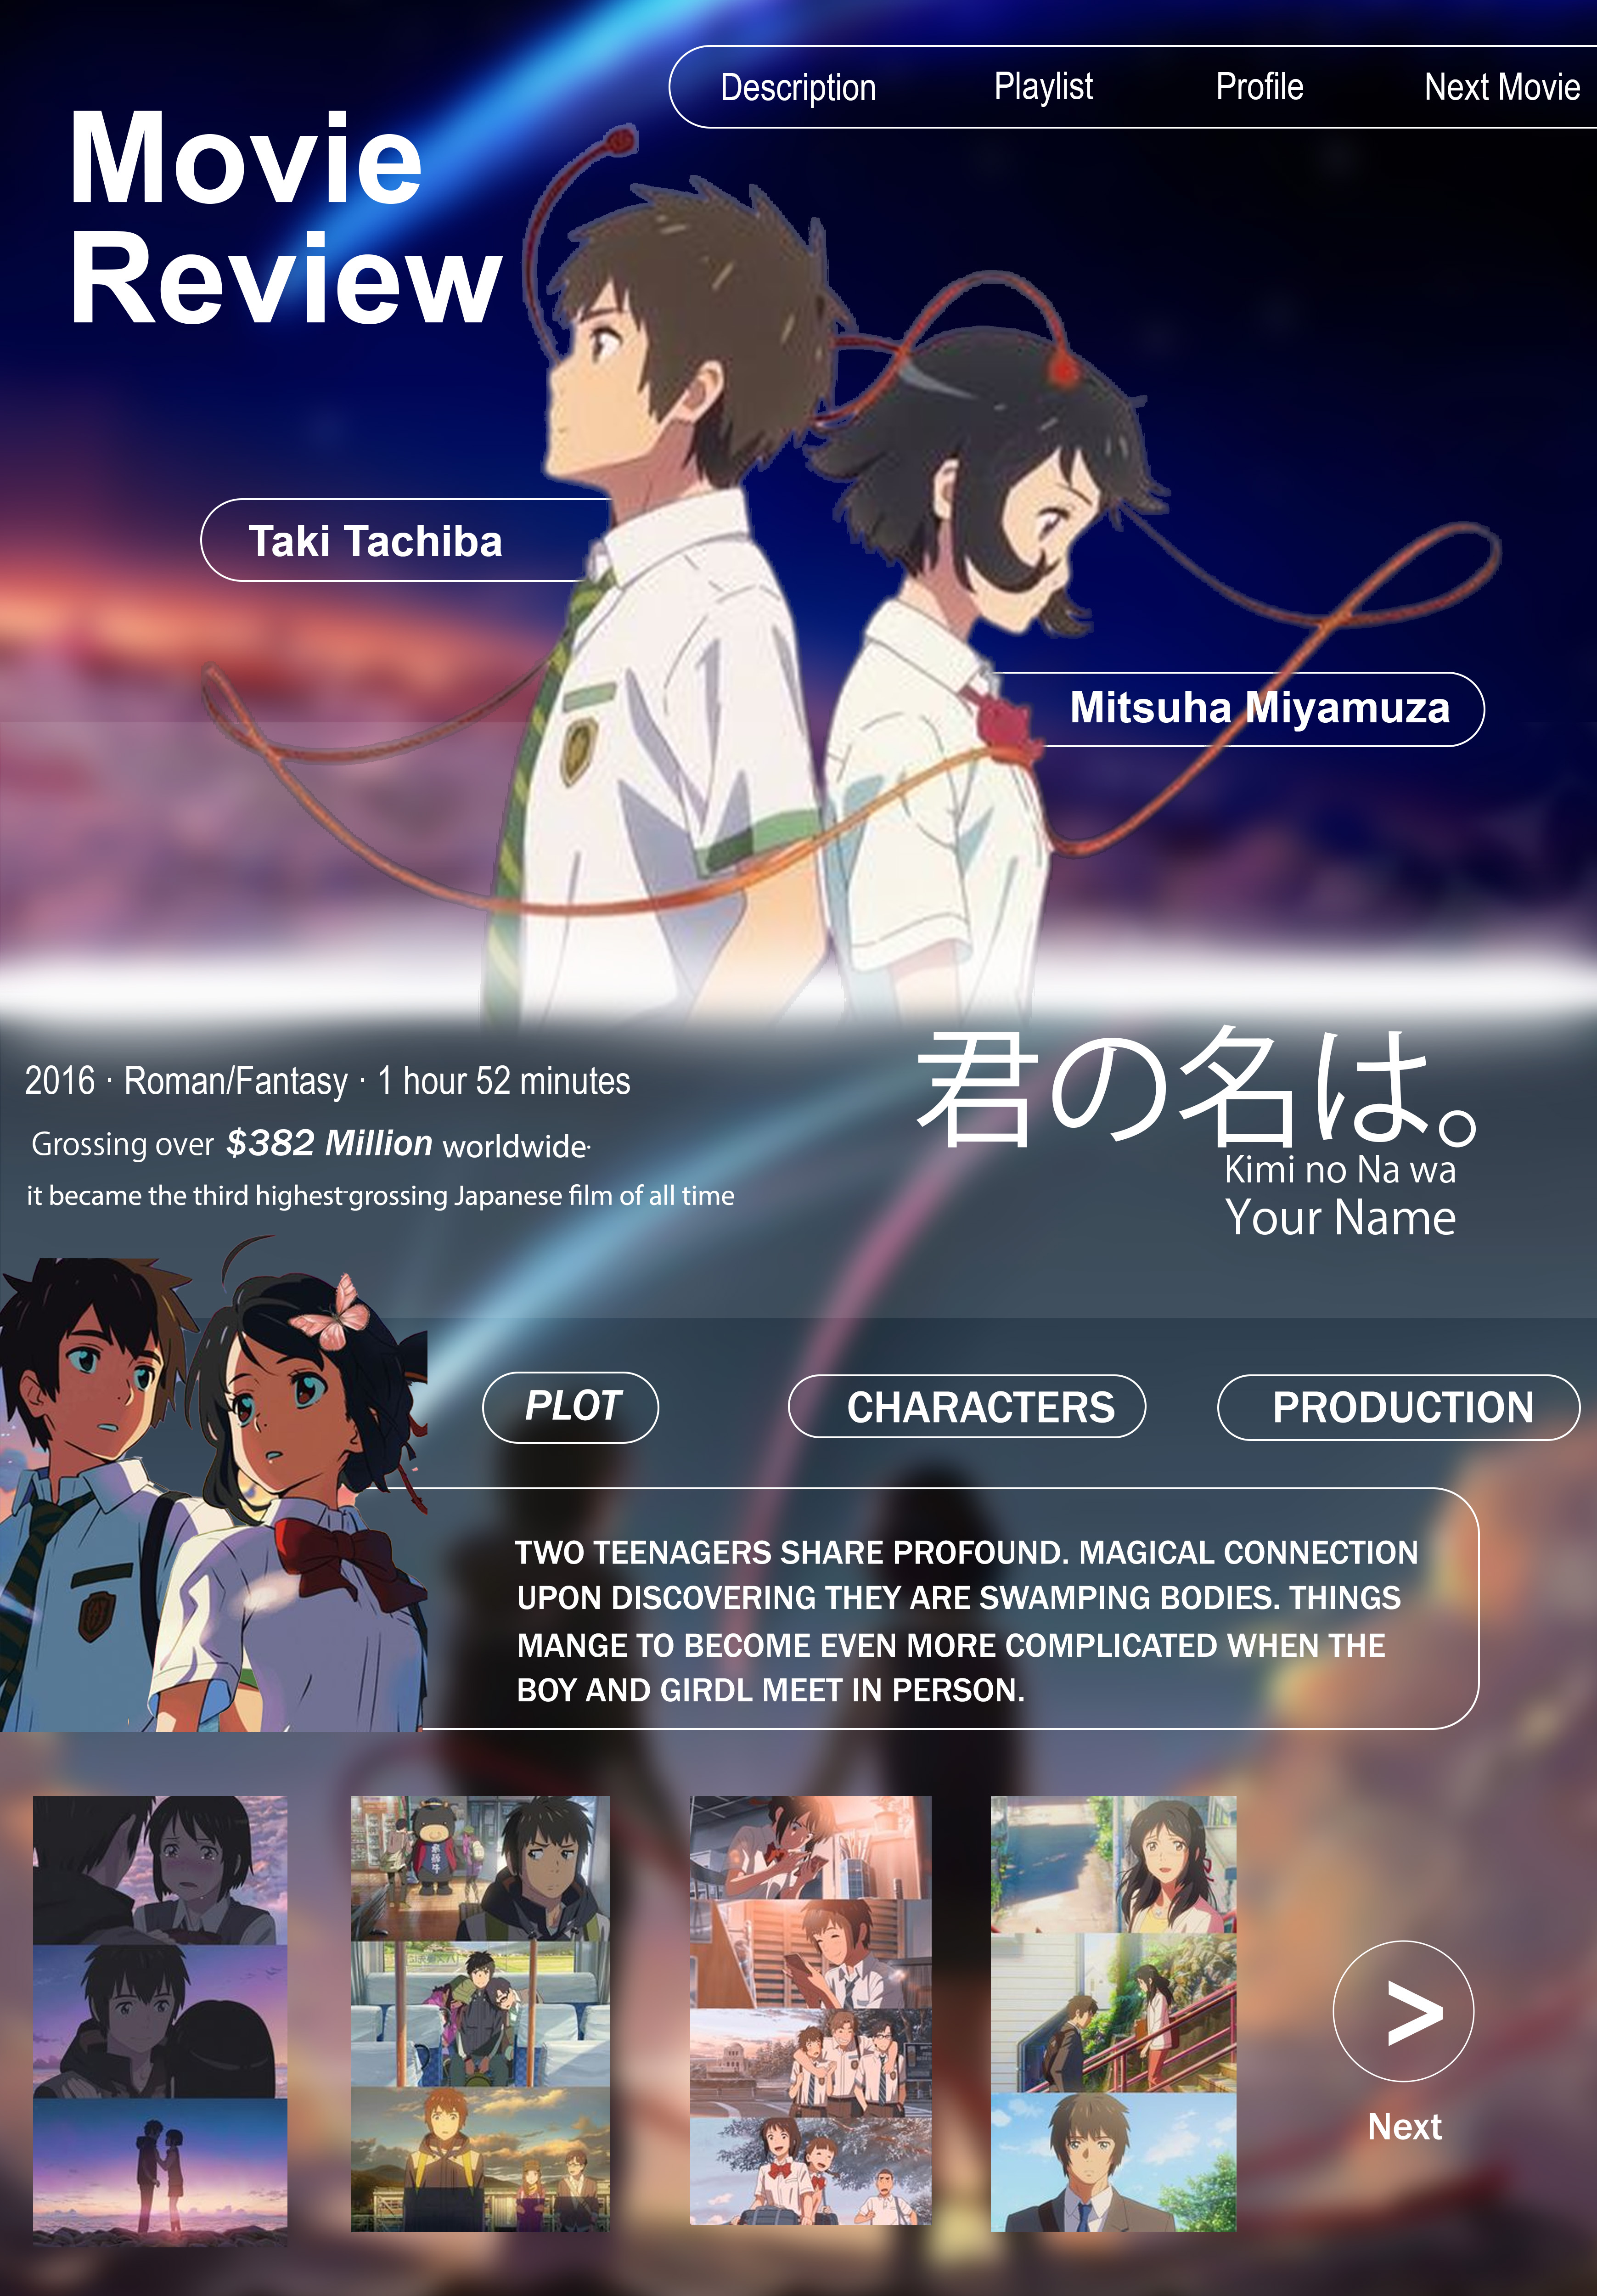 Description Playlist Profile Next Movie
Movie
Review
Taki Tachiba
Mitsuha Miyamuza
2016 · Roman/Fantasy · 1 hour 52 minutes
Grossing over $382 Million worldwide·
it became the third highest-grossing Japanese film of all time
君の名は。
Kimi no Na wa
Your Name
PLOT CHARACTERS PRODUCTION
TWO TEENAGERS SHARE PROFOUND. MAGICAL CONNECTION
UPON DISCOVERING THEY ARE SWAMPING BODIES. THINGS
MANGE TO BECOME EVEN MORE COMPLICATED WHEN THE
BOY AND GIRDL MEET IN PERSON.
>
Next